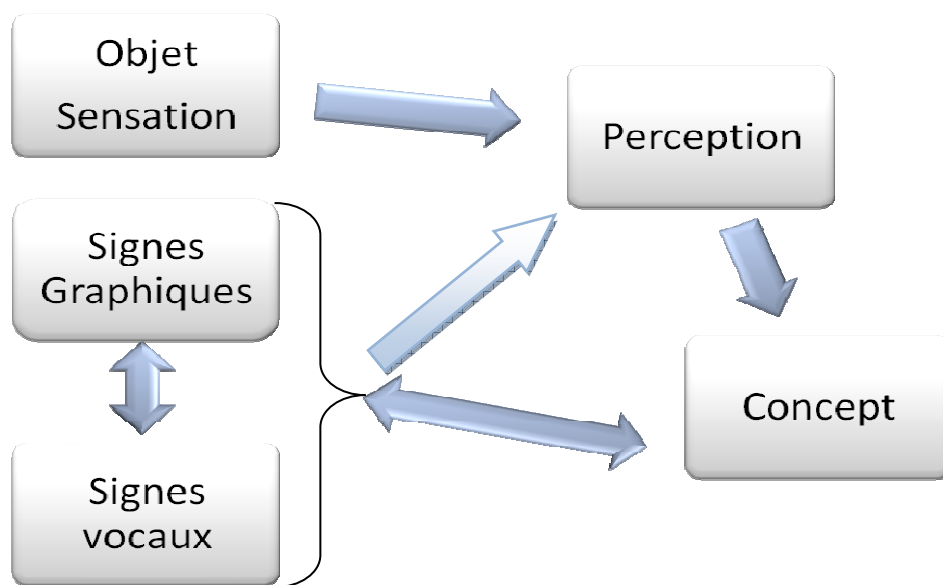 Objet
Sensation
Perception
Signes
Graphiques
Concept
Signes
vocaux